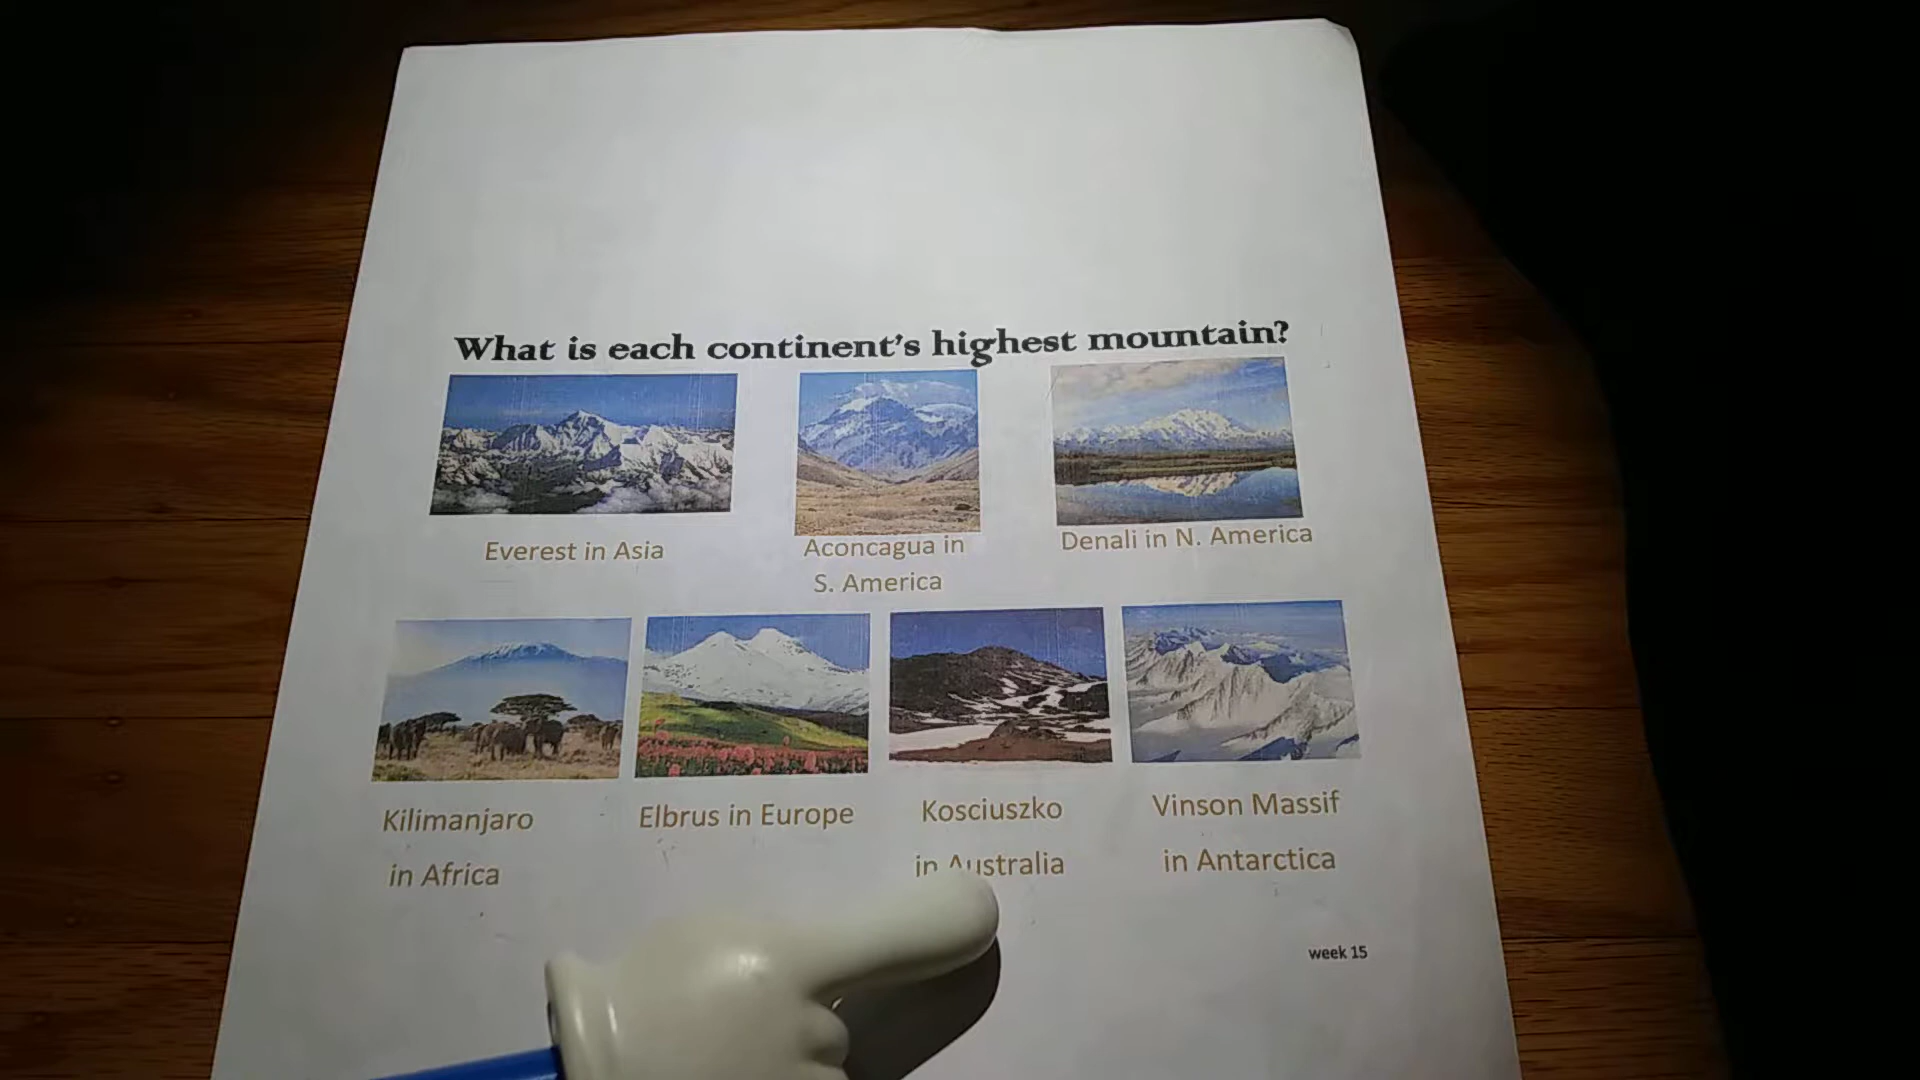 What is each continent's highest mountain?
Everest in Asia
Aconcagua in
S. America
Denali in N. America
Kilimanjaro
in Africa
Elbrus in Europe
Kosciuszko
in Australia
Vinson Massif
in Antarctica
week 15